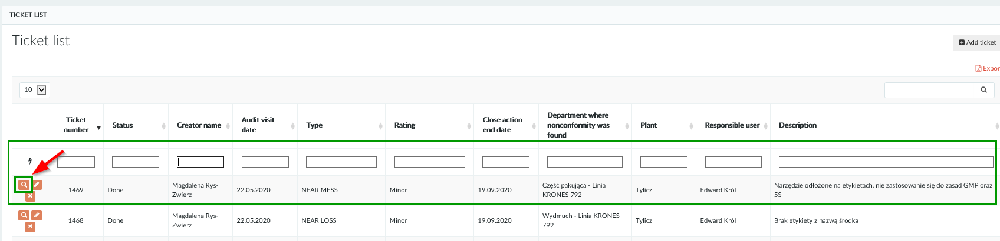 TICKET LIST
Ticket list
Add ticket
Expor
10
Ticket number
Status
Creator name
Audit visit date
Type
Rating
Close action end date
Department where nonconformity was found
Plant
Responsible user
Description
1469
Done
Magdalena Rys-
Zwierz
22.05.2020
NEAR MESS
Minor
19.09.2020
Część pakująca - Linia
KRONES 792
Tylicz
Edward Król
Narzędzie odłożone na etykietach, nie zastosowanie się do zasad GMP oraz
5S
1468
Done
Magdalena Rys-
Zwierz
22.05.2020
NEAR LOSS
Minor
19.09.2020
Wydmuch - Linia KRONES
792
Tylicz
Edward Król
Brak etykiety z nazwą środka